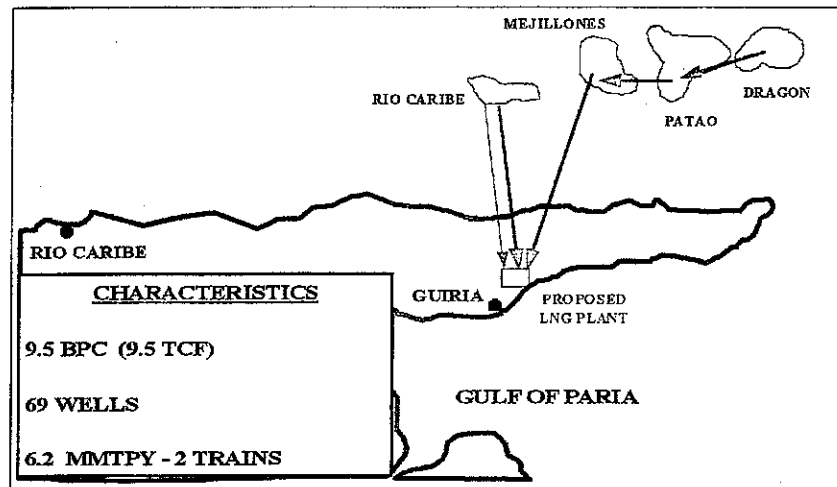 MEJILLONES
RIO CARIBE
DRAGON
PATAO
RIO CARIBE
CHARACTERISTICS
9.5 BPC (9.5 TCF)
69 WELLS
6.2 MMTPY - 2 TRAINS
GUIRIA
PROPOSED
LNG PLANT
GULF OF PARIA